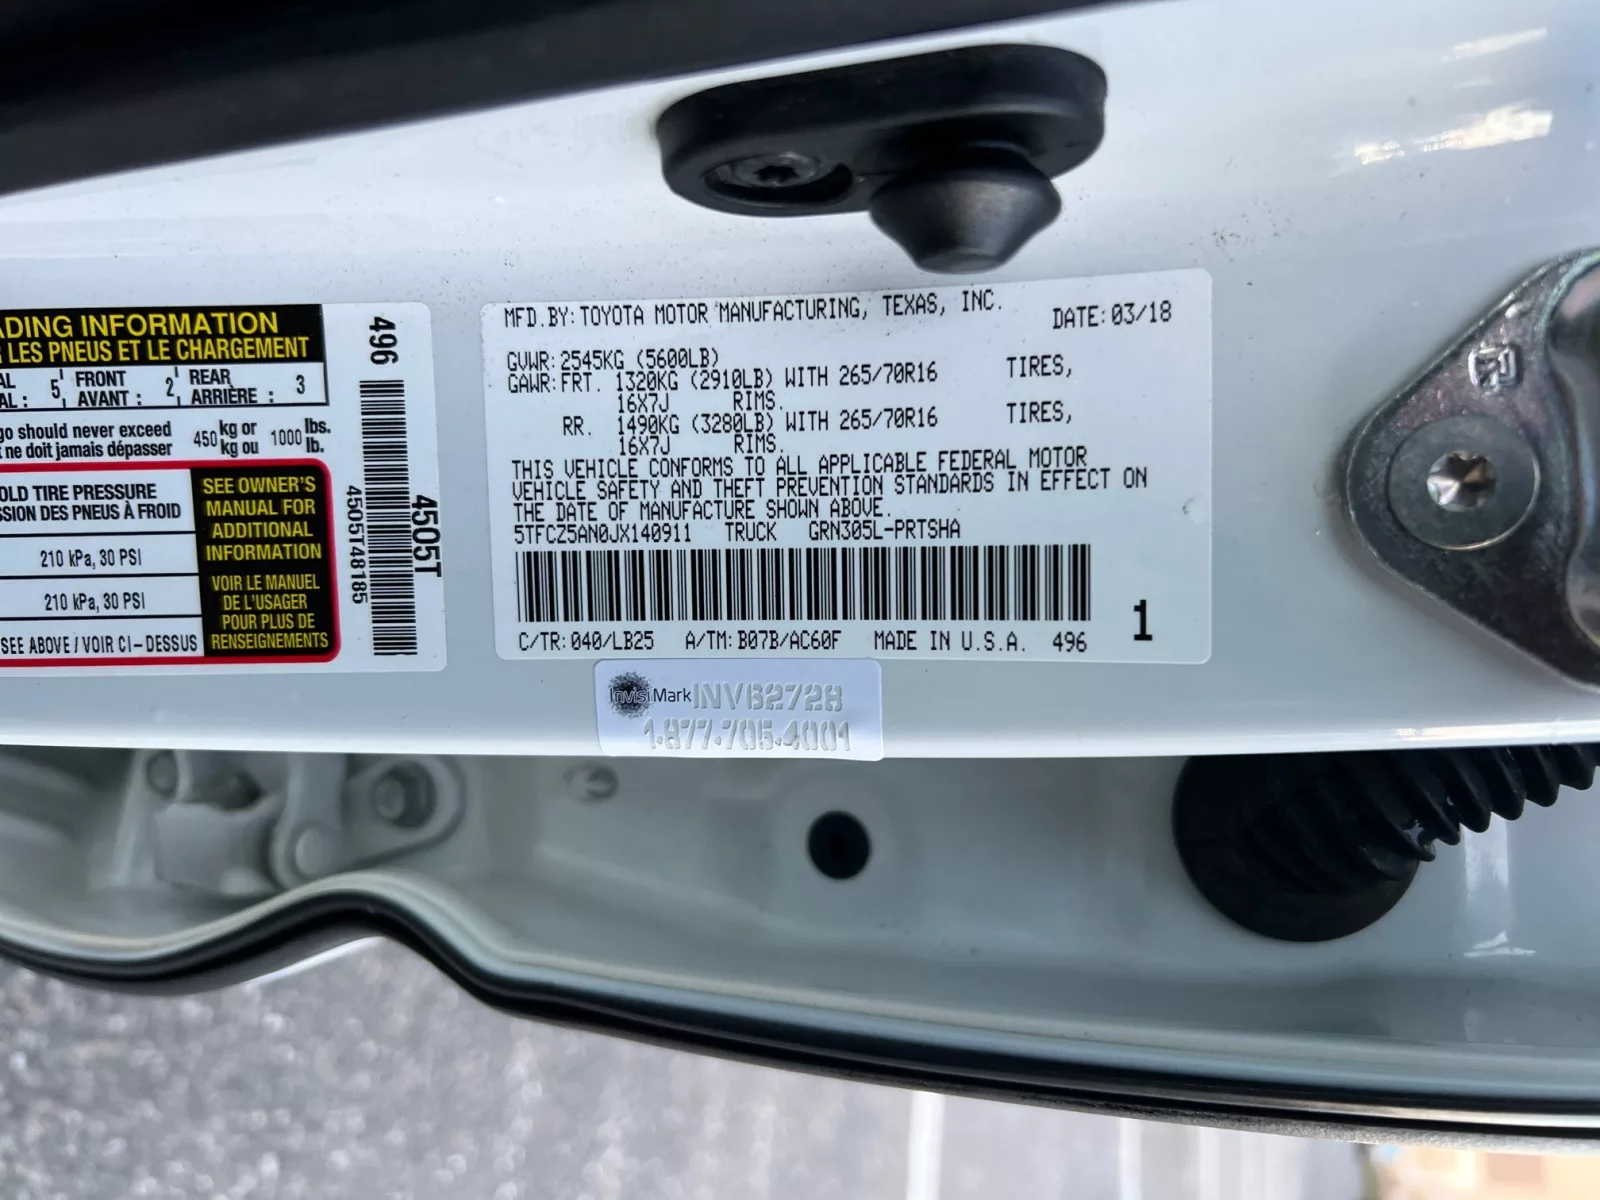 ADING INFORMATION
LES PNEUS ET LE CHARGEMENT
5
FRONT
AVANT :
2
REAR
ARRIÈRE :
3
should never exceed
ne doit jamais dépasser
450 kg or
kg ou
1000 lbs.
lb.
OLD TIRE PRESSURE
SSION DES PNEUS À FROID
210 kPa, 30 PSI
210 kPa, 30 PSI
SEE ABOVE / VOIR CI-DESSUS
SEE OWNER'S
MANUAL FOR
ADDITIONAL
INFORMATION
VOIR LE MANUEL
DE L'USAGER
POUR PLUS DE
RENSEIGNEMENTS
496
4505T48185
4505T
MFD.BY: TOYOTA MOTOR MANUFACTURING, TEXAS, INC. DATE: 03/18
GVWR: 2545KG (5600LB)
GAWR: FRT. 1320KG (2910LB) WITH 265/70R16 TIRES,
16X7J RIMS.
RR. 1490KG (3280LB) WITH 265/70R16 TIRES,
16X7J RIMS.
THIS VEHICLE CONFORMS TO ALL APPLICABLE FEDERAL MOTOR
VEHICLE SAFETY AND THEFT PREVENTION STANDARDS IN EFFECT ON
THE DATE OF MANUFACTURE SHOWN ABOVE.
5TFCZ5AN0JX140911 TRUCK GRN305L-PRTSHA
C/TR: 040/LB25 A/TM: B07B/AC60F MADE IN U.S.A. 496 1
InvisiMark INV62728
1.877.705.4001